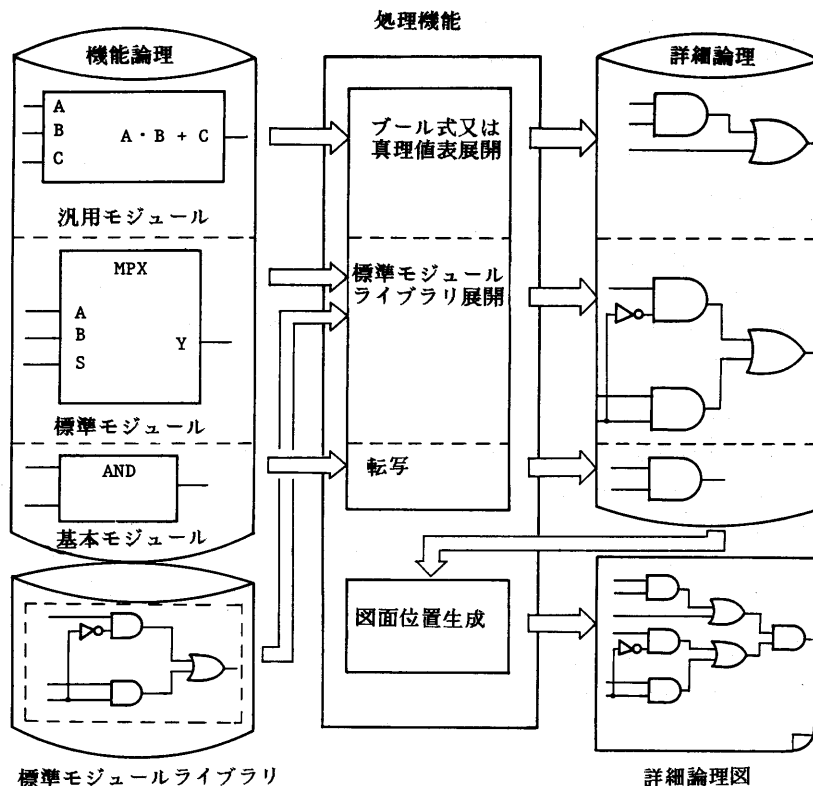 処理機能
機能論理
A
B
C
A・B + C
汎用モジュール
MPX
A
B
S
Y
標準モジュール
AND
基本モジュール
標準モジュールライブラリ
ブール式又は
真理値表展開
標準モジュール
ライブラリ展開
転写
図面位置生成
詳細論理
詳細論理図